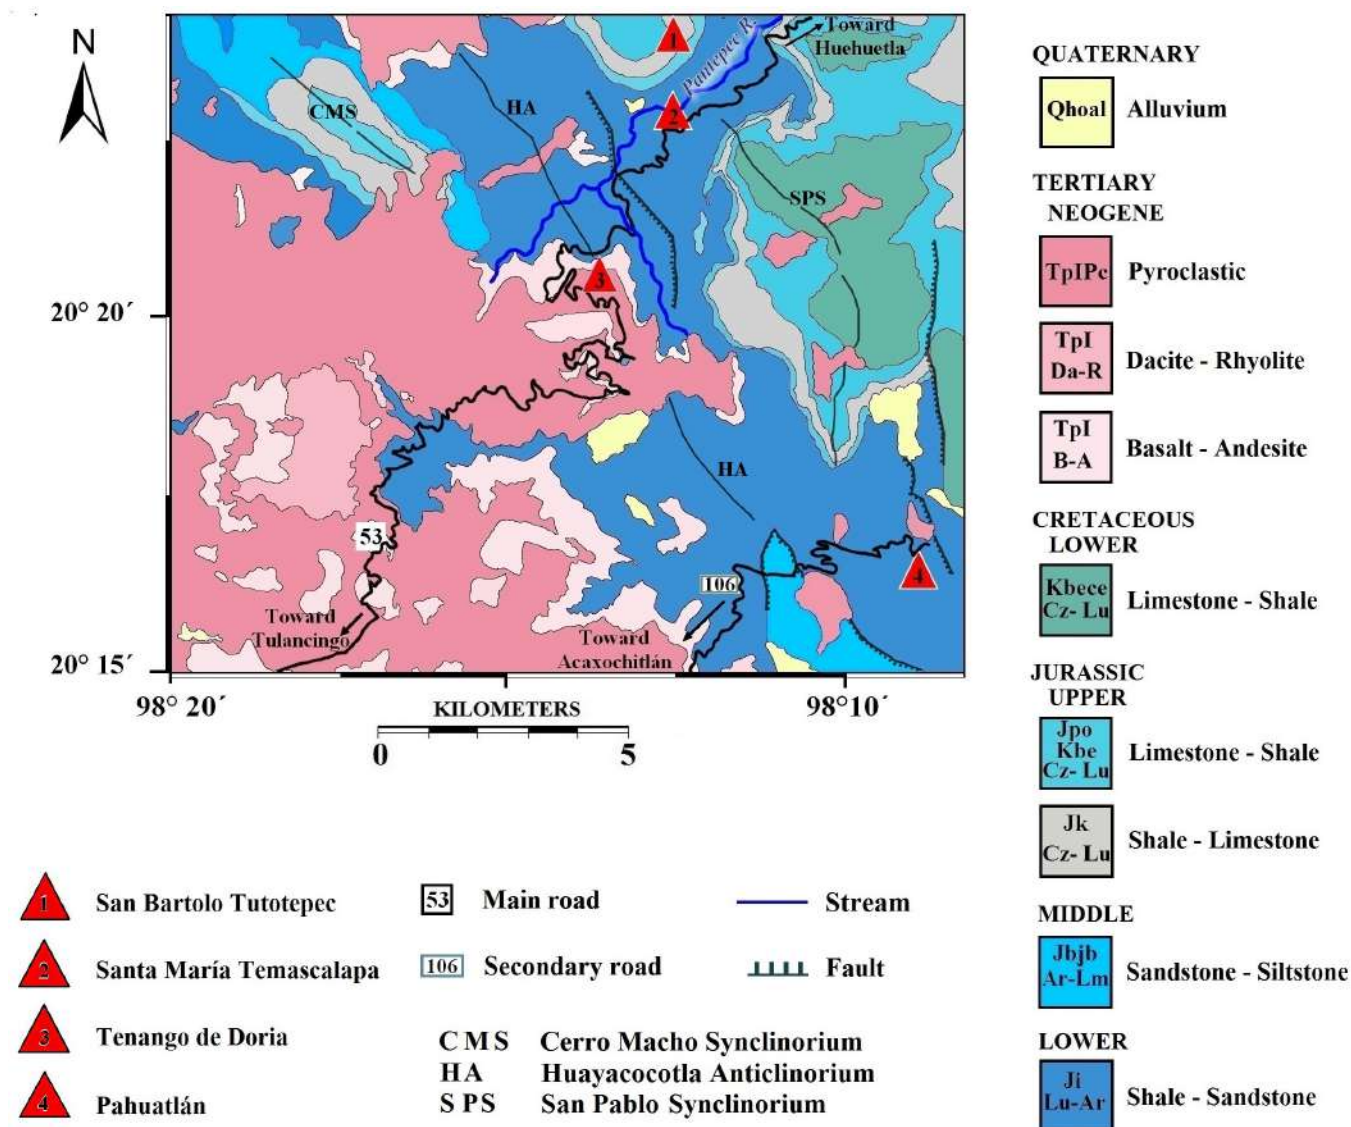 N
Toward
Huehuetla
1
Pantepec R.
CMS
HA
2
SPS
3
20° 20´
HA
53
106
4
Toward
Tulancingo
Toward
Acaxochitlán
20° 15´
98° 20´
98° 10´
KILOMETERS
0
5
QUATERNARY
Qhoal
Alluvium
TERTIARY
NEOGENE
TpIPc
Pyroclastic
TpI
Da-R
Dacite - Rhyolite
TpI
B-A
Basalt - Andesite
CRETACEOUS
LOWER
Kbece
Cz- Lu
Limestone - Shale
JURASSIC
UPPER
Jpo
Kbe
Cz- Lu
Limestone - Shale
Jk
Cz- Lu
Shale - Limestone
MIDDLE
Jbjb
Ar-Lm
Sandstone - Siltstone
LOWER
Ji
Lu-Ar
Shale - Sandstone
1 San Bartolo Tutotepec
2 Santa María Temascalapa
3 Tenango de Doria
4 Pahuatlán
53 Main road
106 Secondary road
CMS Cerro Macho Synclinorium
HA Huayacocotla Anticlinorium
SPS San Pablo Synclinorium
Stream
Fault